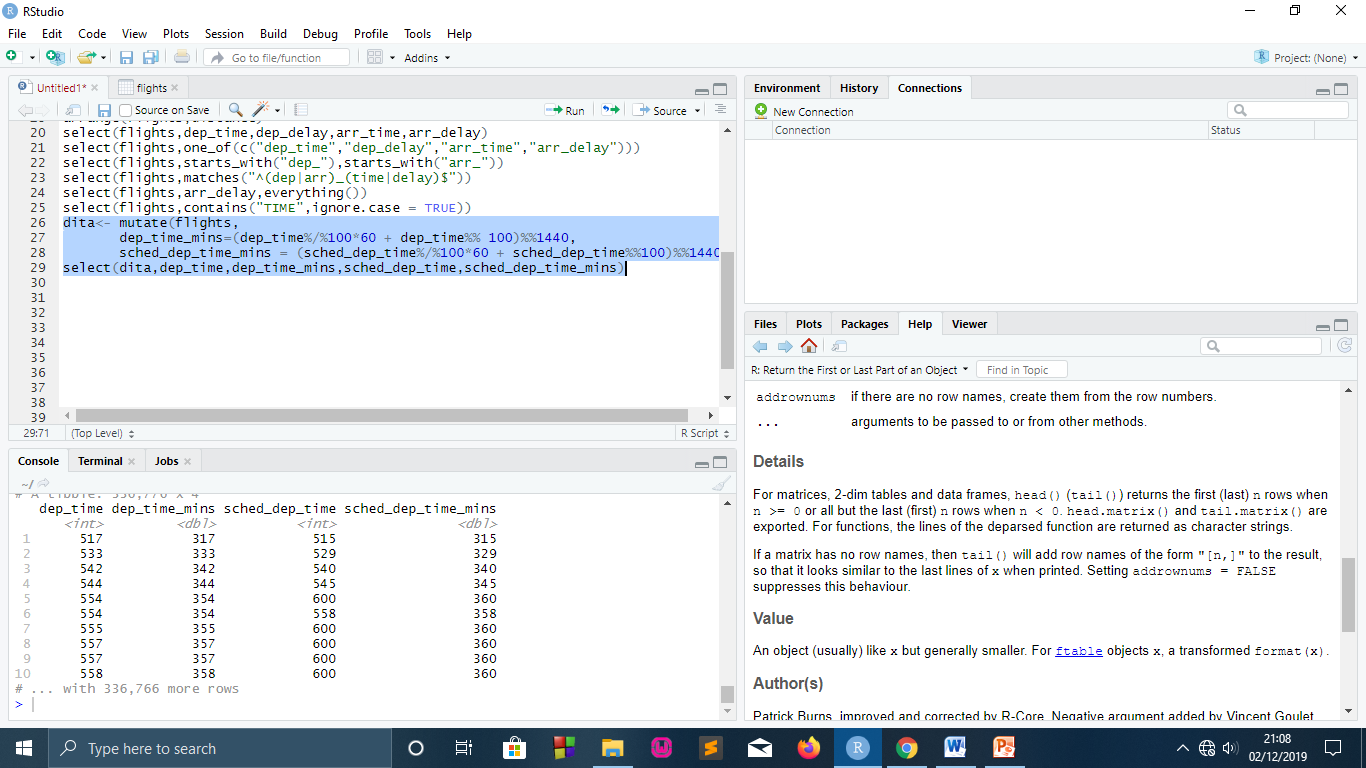 RStudio
File Edit Code View Plots Session Build Debug Profile Tools Help
Go to file/function Addins Project: (None)
Untitled1* flights
Source on Save Run Source
20 select(flights,dep_time,dep_delay,arr_time,arr_delay)
21 select(flights,one_of(c("dep_time","dep_delay","arr_time","arr_delay")))
22 select(flights,starts_with("dep_"),starts_with("arr_"))
23 select(flights,matches("^(dep|arr)_(time|delay)$"))
24 select(flights,arr_delay,everything())
25 select(flights,contains("TIME",ignore.case = TRUE))
26 dita<- mutate(flights,
27 dep_time_mins=(dep_time%/%100*60 + dep_time%% 100)%%1440,
28 sched_dep_time_mins = (sched_dep_time%/%100*60 + sched_dep_time%%100)%%1440
29 select(dita,dep_time,dep_time_mins,sched_dep_time,sched_dep_time_mins)
30
31
32
33
34
35
36
37
38
39
29:71 (Top Level) R Script
Console Terminal Jobs
~/
# A tibble: 336,776 x 4
dep_time dep_time_mins sched_dep_time sched_dep_time_mins
<int> <dbl> <int> <dbl>
1 517 317 515 315
2 533 333 529 329
3 542 342 540 340
4 544 344 545 345
5 554 354 600 360
6 554 354 558 358
7 555 355 600 360
8 557 357 600 360
9 557 357 600 360
10 558 358 600 360
# ... with 336,766 more rows
>
Environment History Connections
New Connection
Connection Status
Files Plots Packages Help Viewer
R: Return the First or Last Part of an Object Find in Topic
addrownums if there are no row names, create them from the row numbers.
... arguments to be passed to or from other methods.
Details
For matrices, 2-dim tables and data frames, head() (tail()) returns the first (last) n rows when
n >= 0 or all but the last (first) n rows when n < 0. head.matrix() and tail.matrix() are
exported. For functions, the lines of the deparsed function are returned as character strings.
If a matrix has no row names, then tail() will add row names of the form "[n,]" to the result,
so that it looks similar to the last lines of x when printed. Setting addrownums = FALSE
suppresses this behaviour.
Value
An object (usually) like x but generally smaller. For ftable objects x, a transformed format(x).
Author(s)
Patrick Burns, improved and corrected by R-Core. Negative argument added by Vincent Goulet.
Type here to search
21:08
02/12/2019